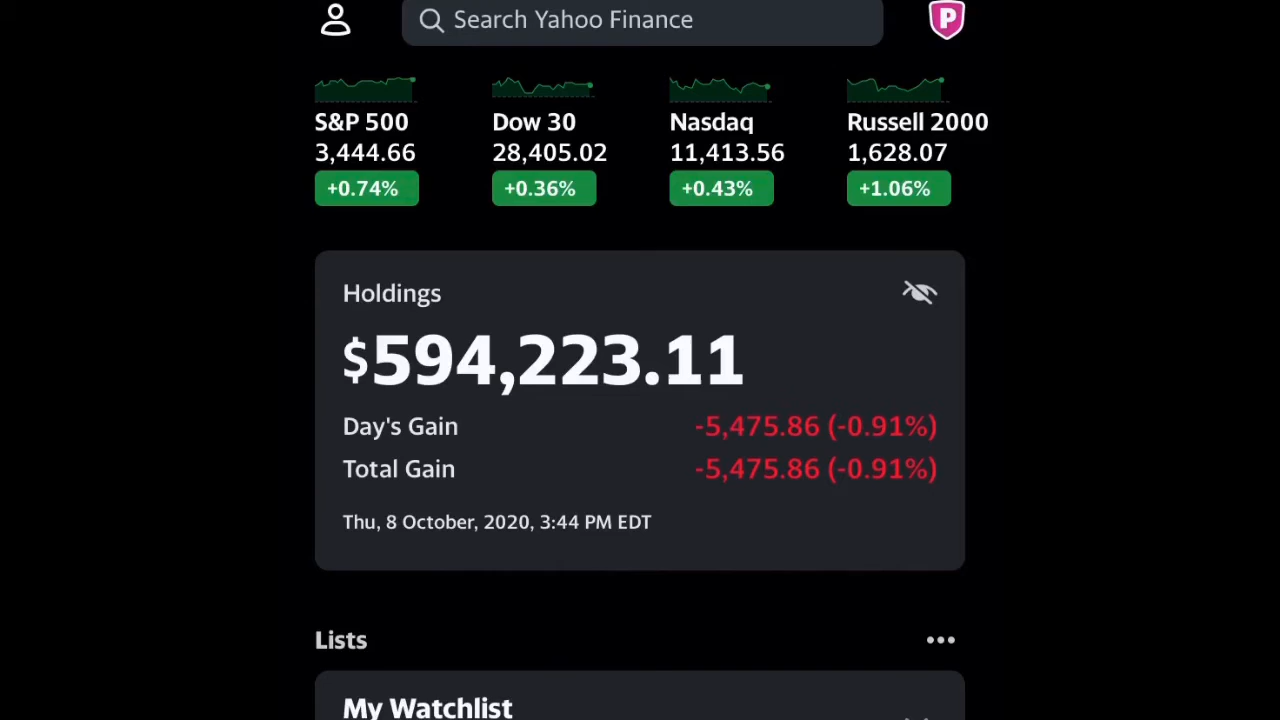 Search Yahoo Finance
P
S&P 500 Dow 30 Nasdaq Russell 2000
3,444.66 28,405.02 11,413.56 1,628.07
+0.74% +0.36% +0.43% +1.06%
Holdings
$594,223.11
Day's Gain -5,475.86 (-0.91%)
Total Gain -5,475.86 (-0.91%)
Thu, 8 October, 2020, 3:44 PM EDT
Lists
My Watchlist